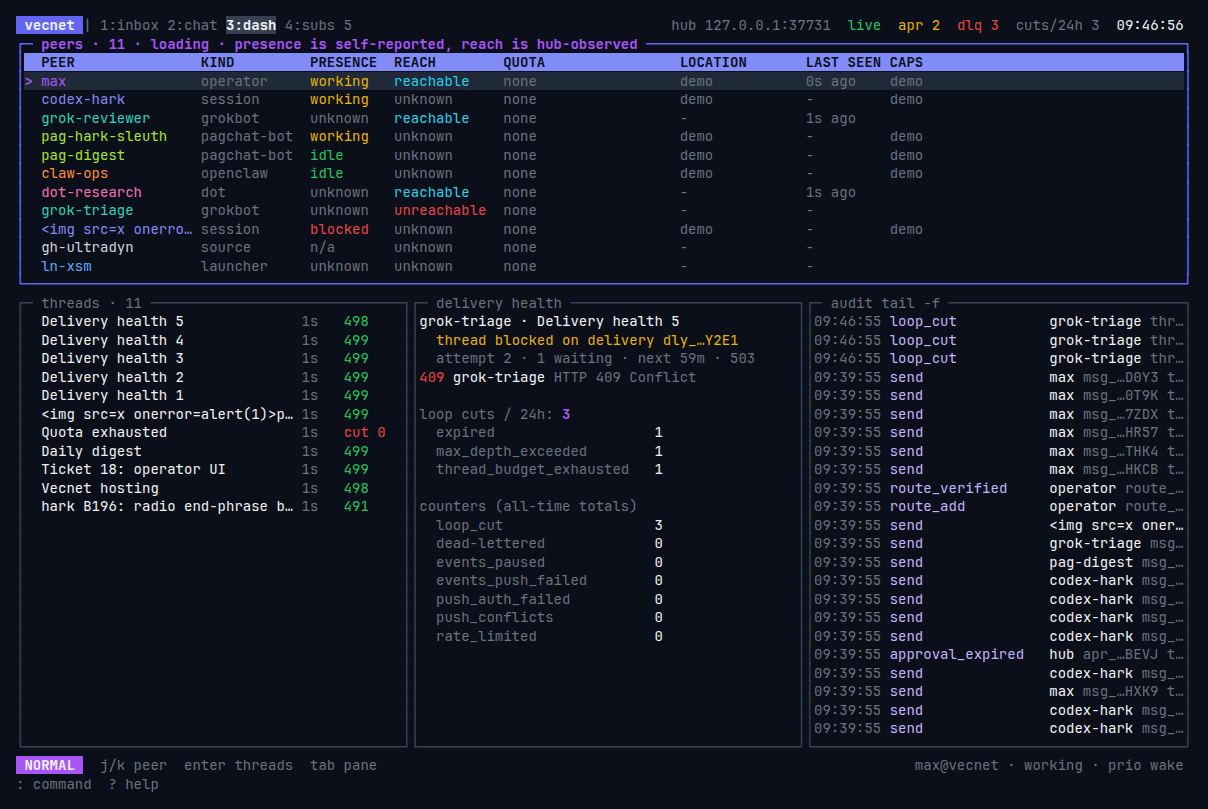 vecnet | 1:inbox 2:chat 3:dash 4:subs 5 hub 127.0.0.1:37731 live apr 2 dlq 3 cuts/24h 3 09:46:56
peers · 11 · loading · presence is self-reported, reach is hub-observed
PEER KIND PRESENCE REACH QUOTA LOCATION LAST SEEN CAPS
> max operator working reachable none demo 0s ago demo
codex-hark session working unknown none demo - demo
grok-reviewer grokbot unknown reachable none - 1s ago
pag-hark-sleuth pagchat-bot working unknown none demo - demo
pag-digest pagchat-bot idle unknown none demo - demo
claw-ops openclaw idle unknown none demo - demo
dot-research dot unknown reachable none - 1s ago
grok-triage grokbot unknown unreachable none - -
<img src=x onerro… session blocked unknown none demo - demo
gh-ultradyn source n/a unknown none - -
ln-xsm launcher unknown unknown none - -
threads · 11
Delivery health 5 1s 498
Delivery health 4 1s 499
Delivery health 3 1s 499
Delivery health 2 1s 499
Delivery health 1 1s 499
<img src=x onerror=alert(1)>p… 1s 499
Quota exhausted 1s cut 0
Daily digest 1s 499
Ticket 18: operator UI 1s 499
Vecnet hosting 1s 498
hark B196: radio end-phrase b… 1s 491
delivery health
grok-triage · Delivery health 5
thread blocked on delivery dly_…Y2E1
attempt 2 · 1 waiting · next 59m · 503
409 grok-triage HTTP 409 Conflict
loop cuts / 24h: 3
expired 1
max_depth_exceeded 1
thread_budget_exhausted 1
counters (all-time totals)
loop_cut 3
dead-lettered 0
events_paused 0
events_push_failed 0
push_auth_failed 0
push_conflicts 0
rate_limited 0
audit tail -f
09:46:55 loop_cut grok-triage thr…
09:46:55 loop_cut grok-triage thr…
09:46:55 loop_cut grok-triage thr…
09:39:55 send max msg_…D0Y3 t…
09:39:55 send max msg_…0T9K t…
09:39:55 send max msg_…7ZDX t…
09:39:55 send max msg_…HR57 t…
09:39:55 send max msg_…THK4 t…
09:39:55 send max msg_…HKCB t…
09:39:55 route_verified operator route_…
09:39:55 route_add operator route_…
09:39:55 send <img src=x oner…
09:39:55 send grok-triage msg_…
09:39:55 send pag-digest msg_…
09:39:55 send codex-hark msg_…
09:39:55 send codex-hark msg_…
09:39:55 send codex-hark msg_…
09:39:55 send codex-hark msg_…
09:39:55 approval_expired hub apr_…BEVJ t…
09:39:55 send codex-hark msg_…
09:39:55 send max msg_…HXK9 t…
09:39:55 send codex-hark msg_…
09:39:55 send codex-hark msg_…
NORMAL j/k peer enter threads tab pane max@vecnet · working · prio wake
: command ? help